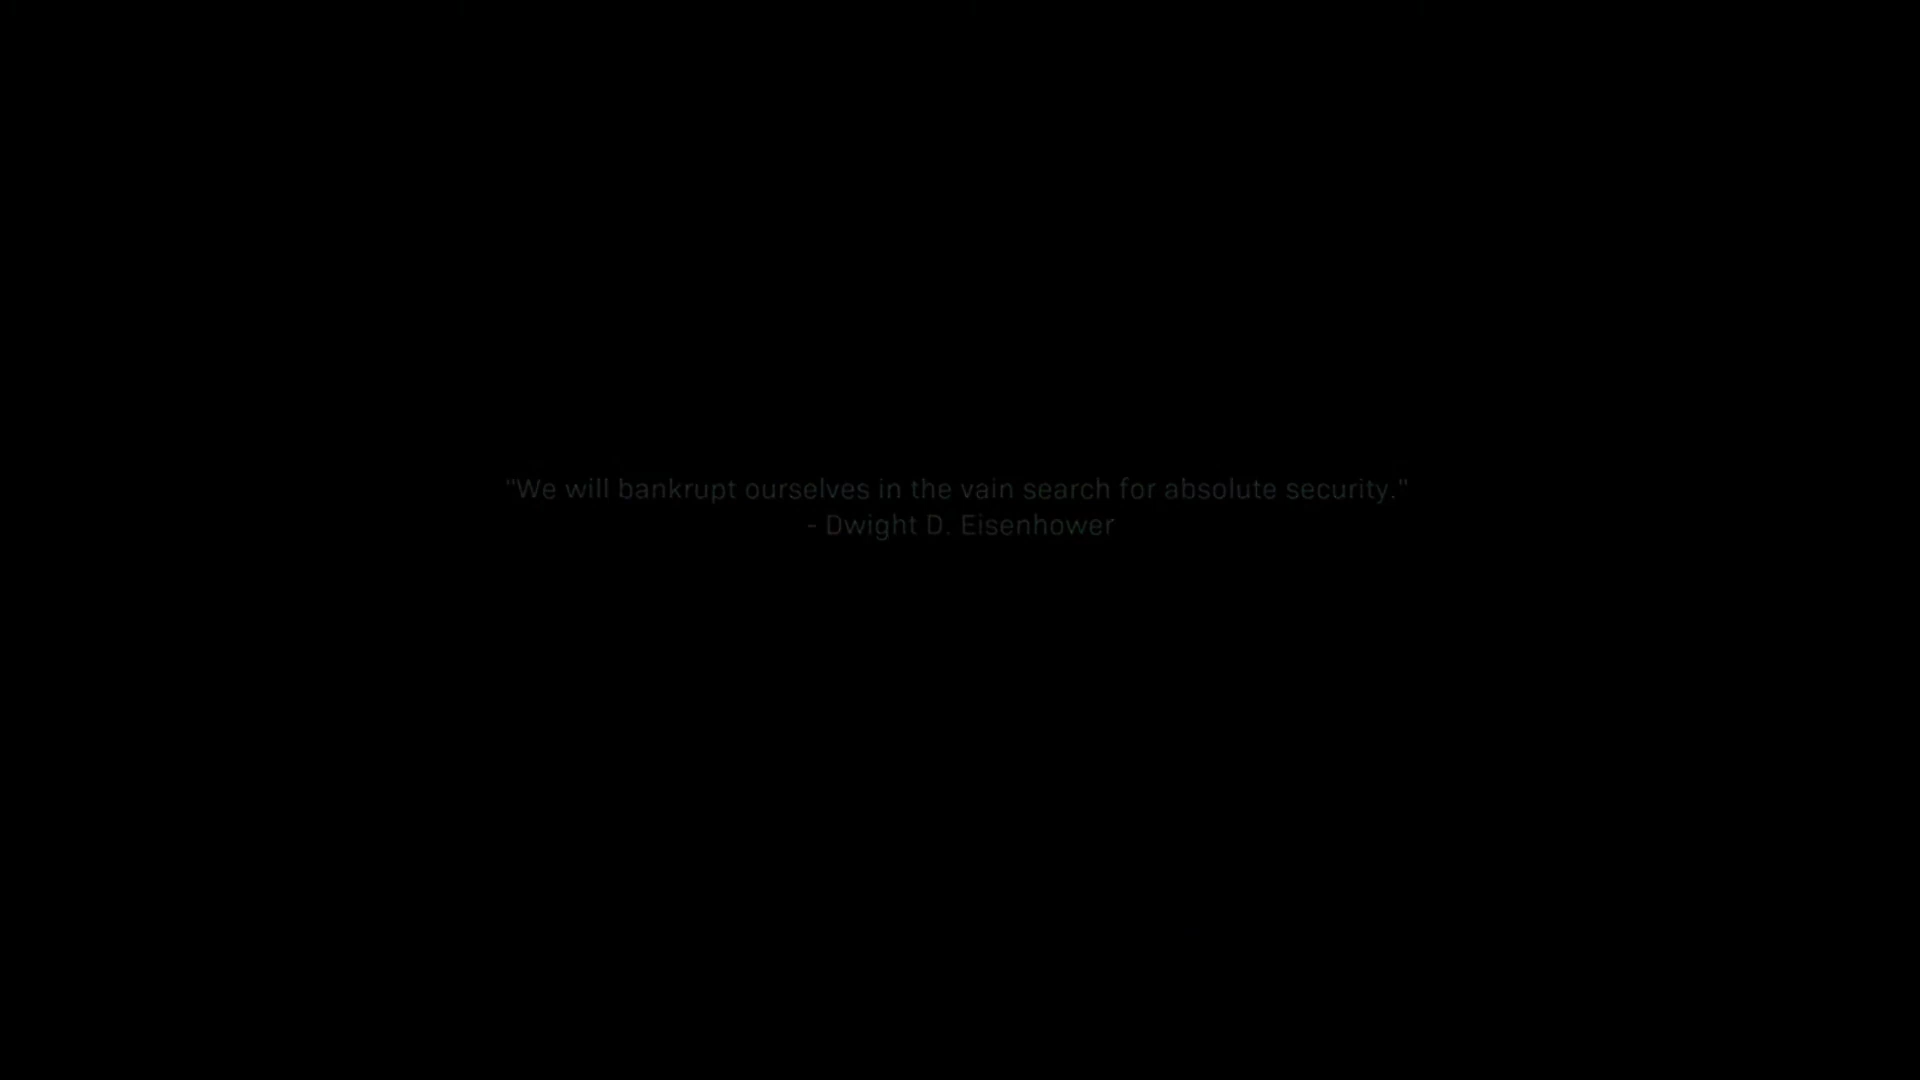 "We will bankrupt ourselves in the vain search for absolute security."
- Dwight D. Eisenhower